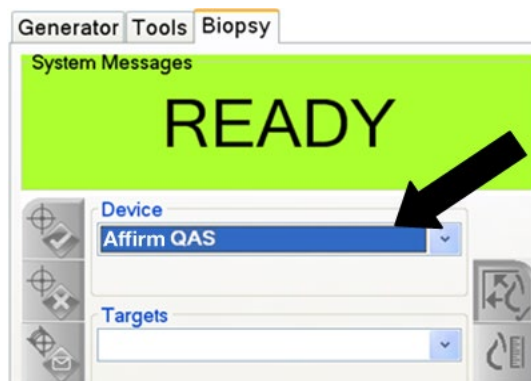 Generator Tools Biopsy
System Messages
READY
Device
Affirm QAS
Targets